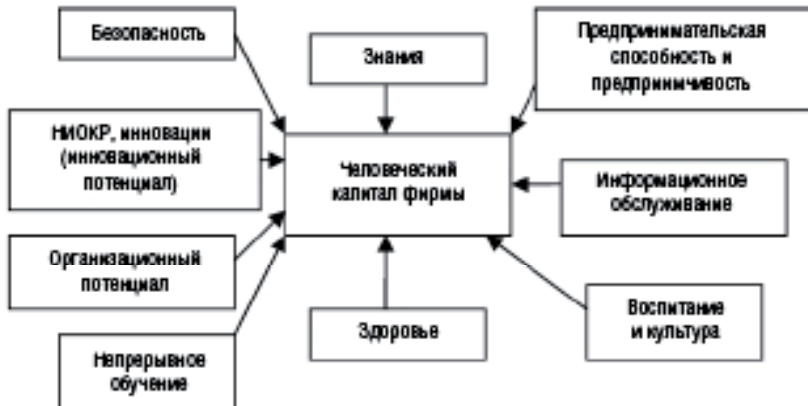 Безопасность
Знания
Предпринимательская
способность и
предприимчивость
НИОКР, инновации
(инновационный
потенциал)
Человеческий
капитал фирмы
Информационное
обслуживание
Организационный
потенциал
Непрерывное
обучение
Здоровье
Воспитание
и культура